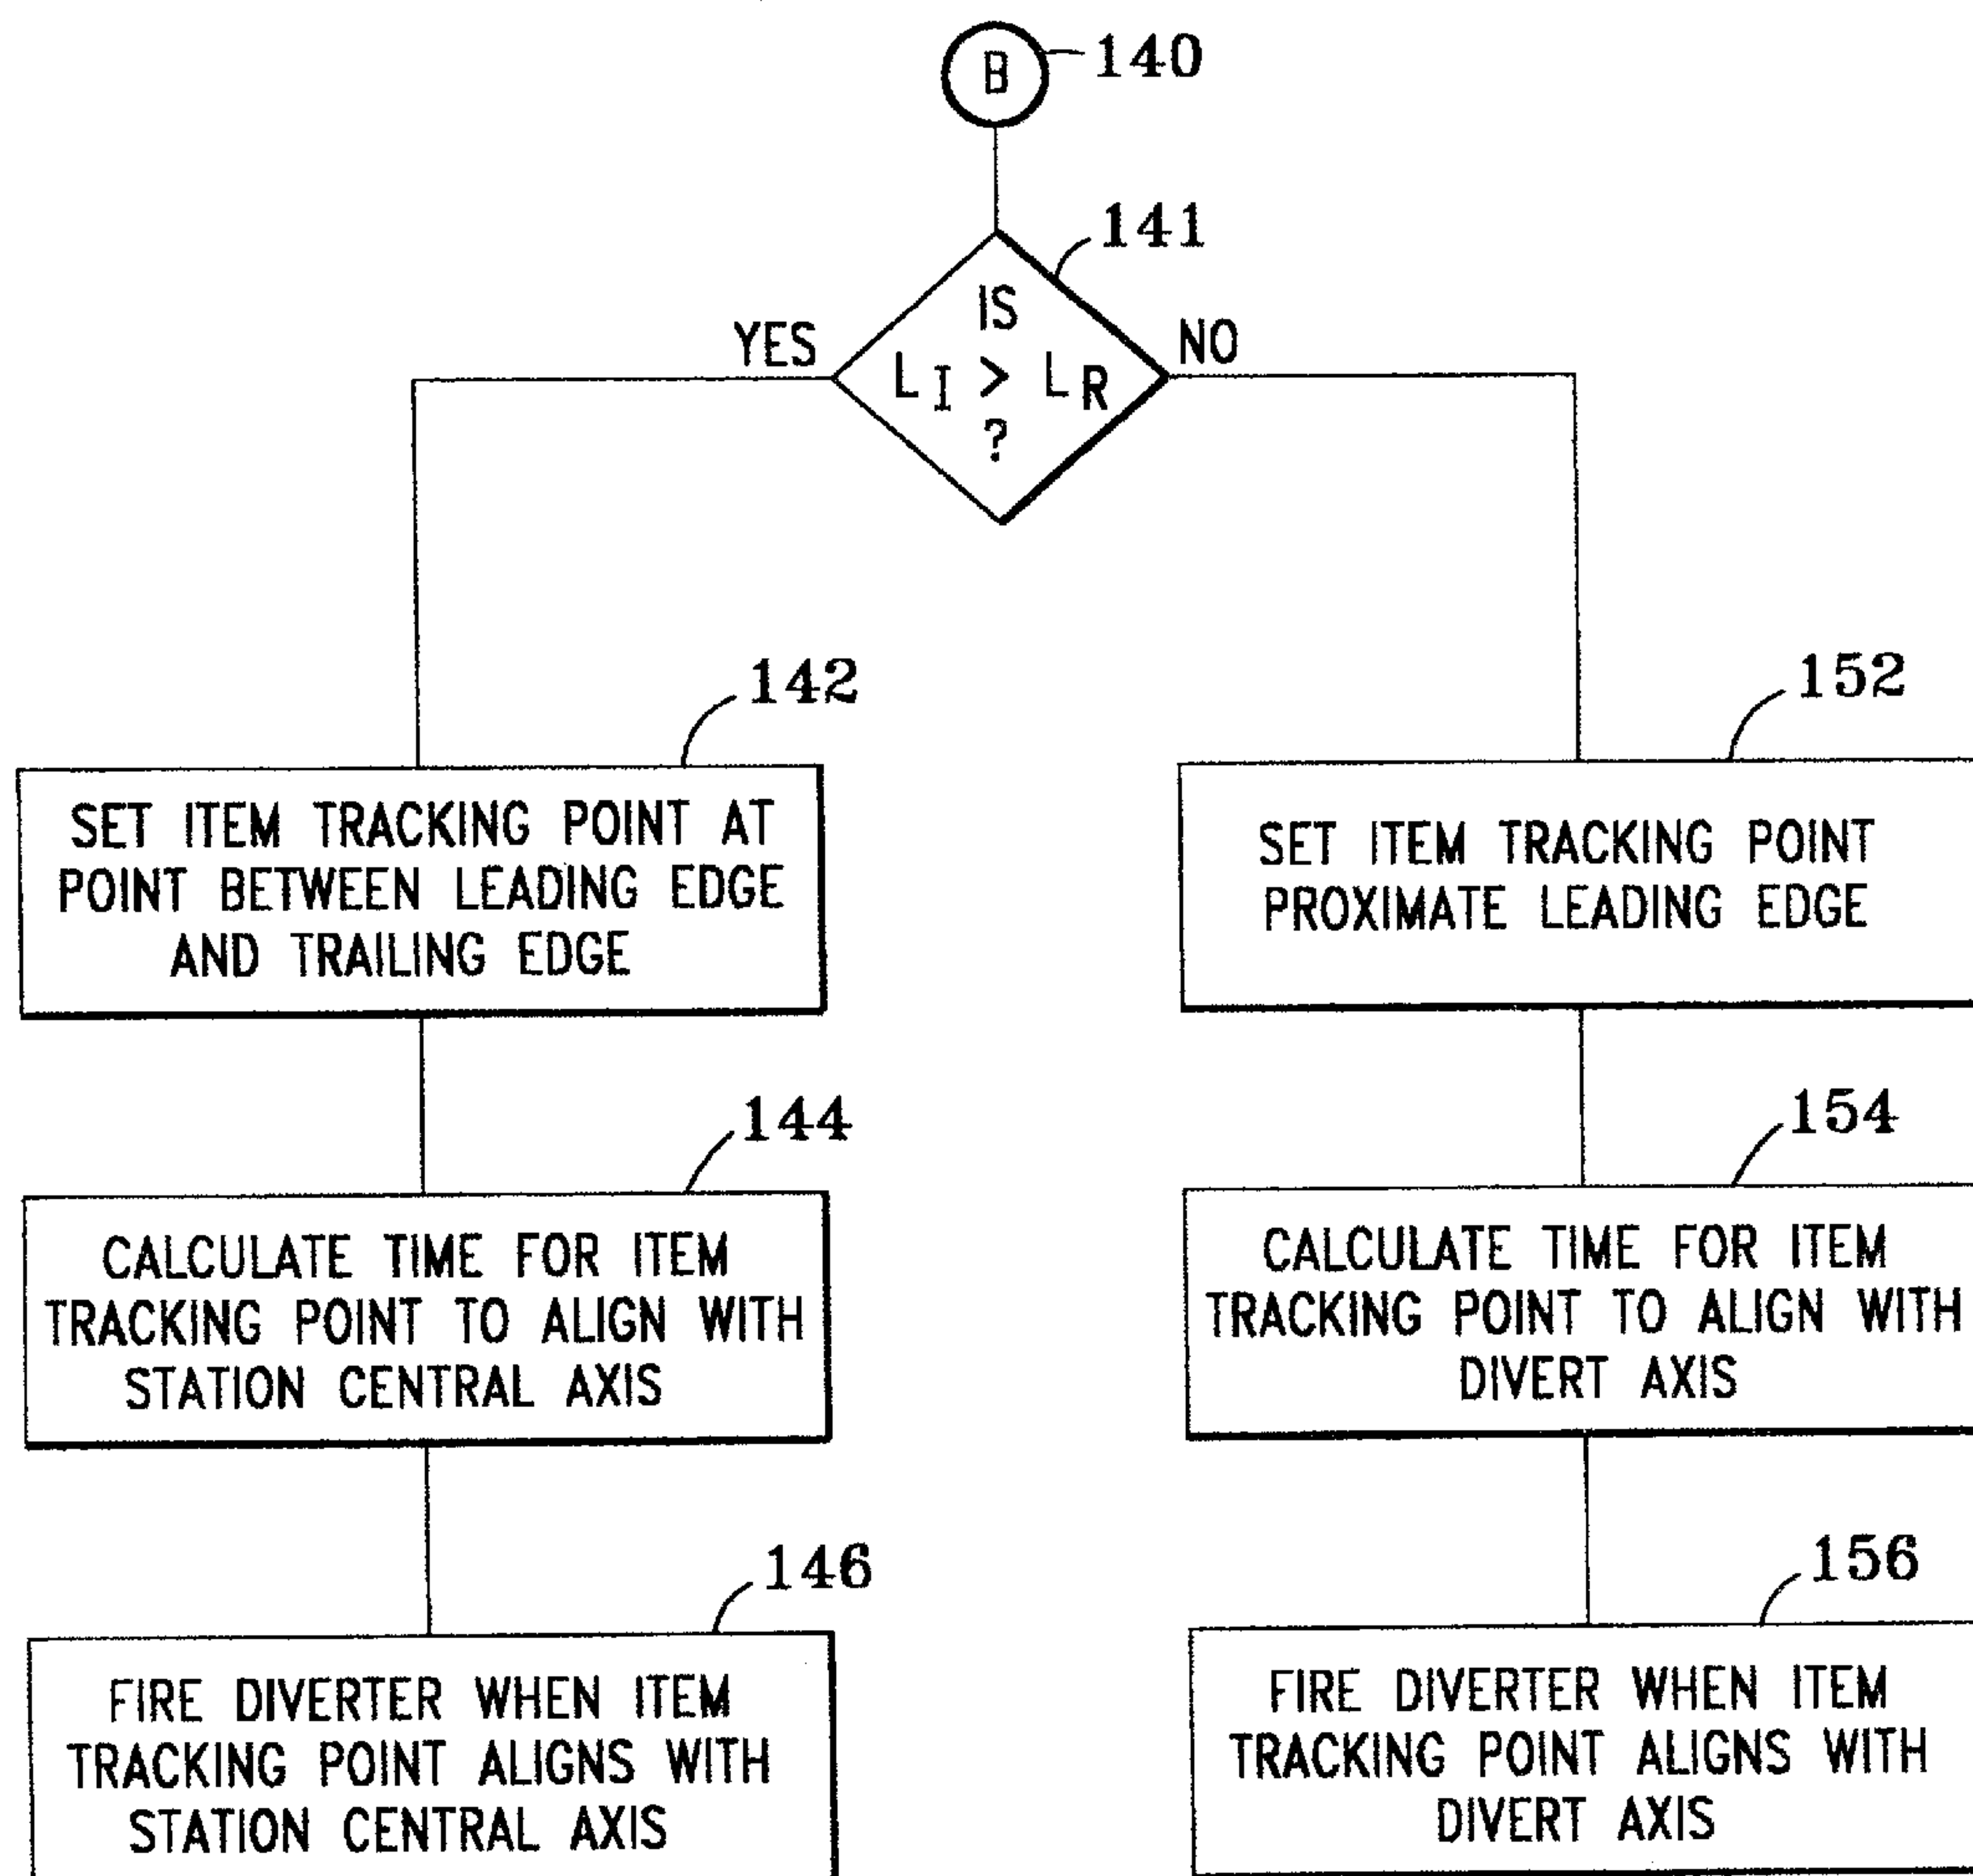 B
140
141
IS
YES
NO
L I > L R
?
142
SET ITEM TRACKING POINT AT
POINT BETWEEN LEADING EDGE
AND TRAILING EDGE
152
SET ITEM TRACKING POINT
PROXIMATE LEADING EDGE
144
CALCULATE TIME FOR ITEM
TRACKING POINT TO ALIGN WITH
STATION CENTRAL AXIS
154
CALCULATE TIME FOR ITEM
TRACKING POINT TO ALIGN WITH
DIVERT AXIS
146
FIRE DIVERTER WHEN ITEM
TRACKING POINT ALIGNS WITH
STATION CENTRAL AXIS
156
FIRE DIVERTER WHEN ITEM
TRACKING POINT ALIGNS WITH
DIVERT AXIS